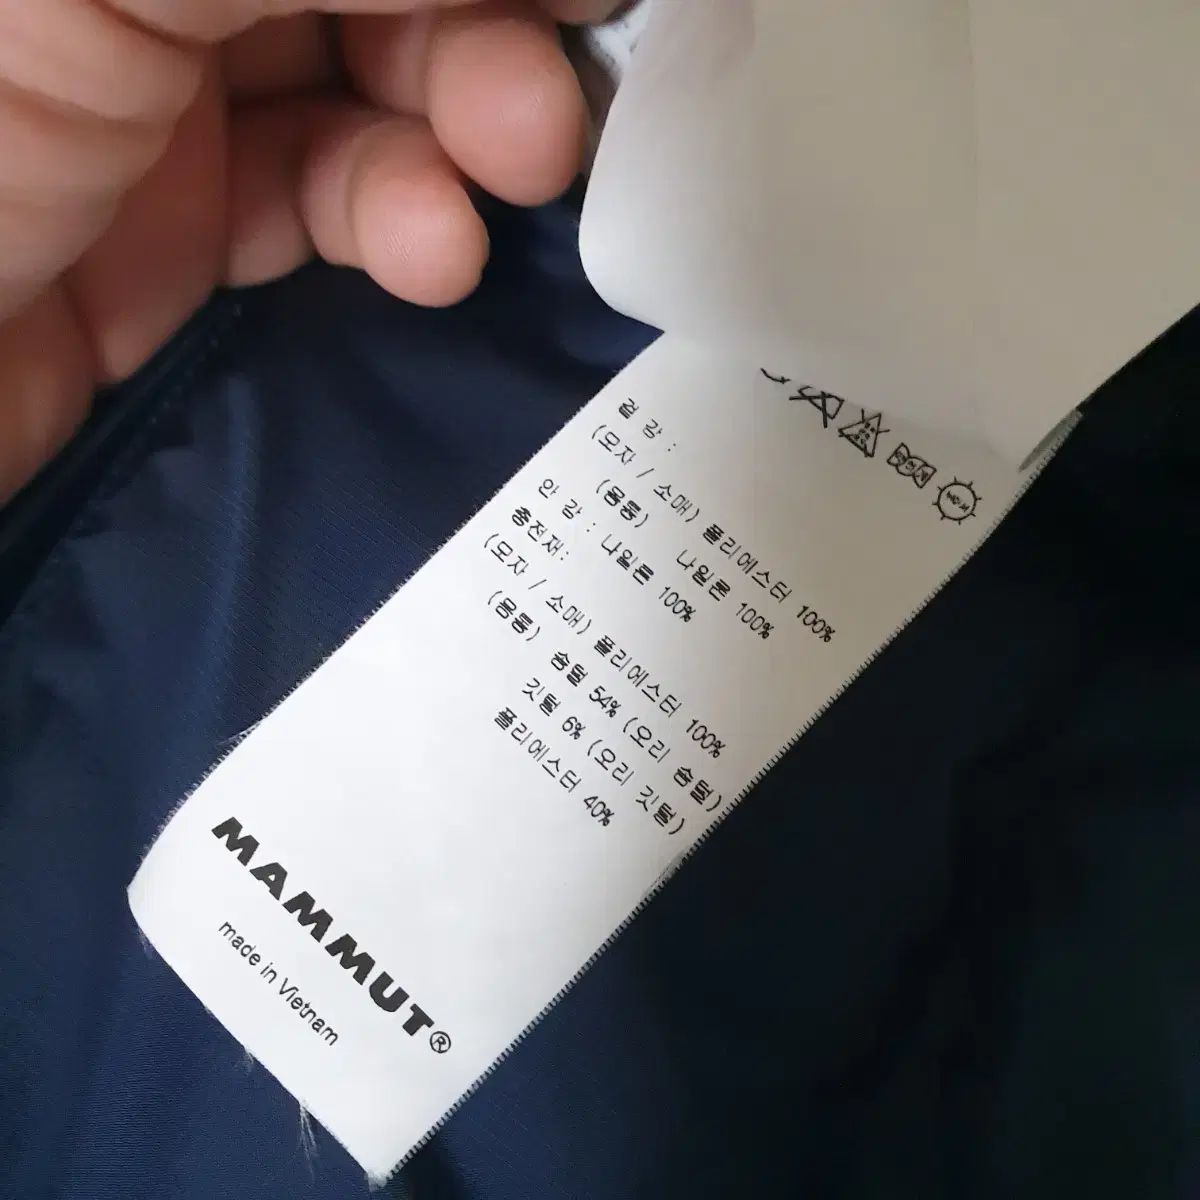 겉 감 :
(모자 / 소매) 폴리에스터 100%
(몸통) 나일론 100%
안 감 : 나일론 100%
충전재:
(모자 / 소매) 폴리에스터 100%
(몸통) 솜털 54% (오리 솜털)
깃털 6% (오리 깃털)
폴리에스터 40%
MAMMUT®
made in Vietnam